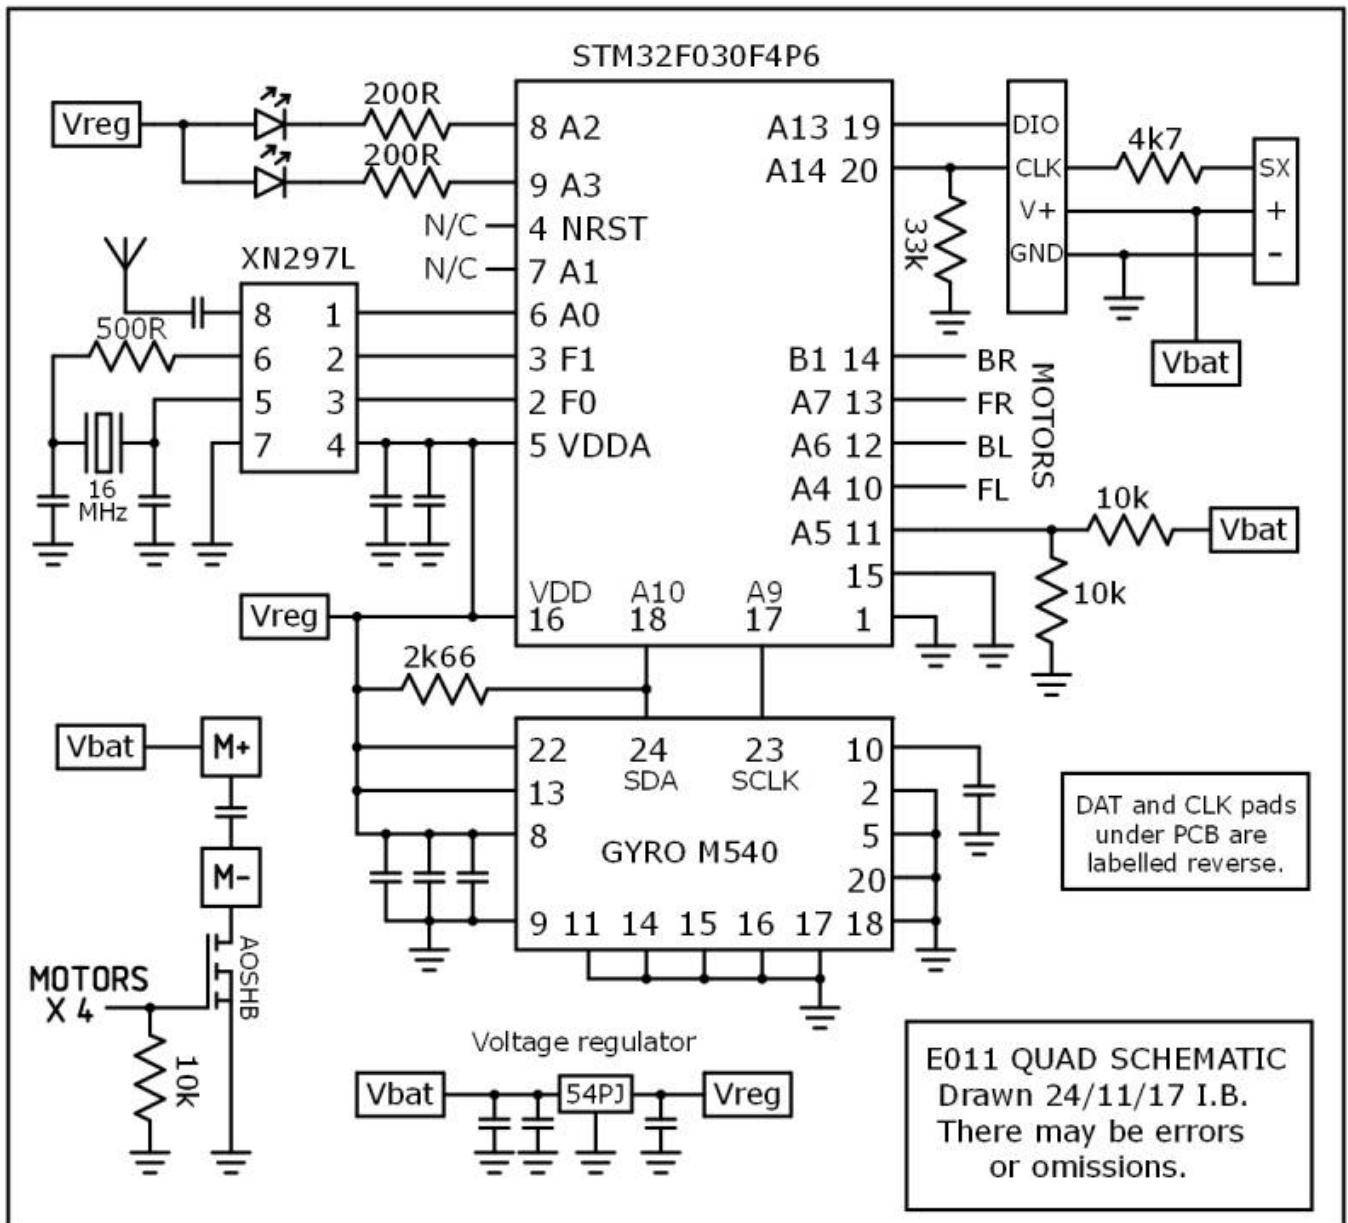 STM32F030F4P6
Vreg
200R
200R
8 A2
9 A3
N/C
4 NRST
N/C
7 A1
6 A0
3 F1
2 F0
5 VDDA
A13 19
A14 20
B1 14
A7 13
A6 12
A4 10
A5 11
15
1
VDD
16
A10
18
A9
17
DIO
CLK
V+
GND
4k7
SX
+
-
33k
Vbat
BR
FR
BL
FL
MOTORS
10k
Vbat
10k
XN297L
8 1
6 2
5 3
7 4
500R
16
MHz
Vreg
2k66
22
13
8
9
24
SDA
23
SCLK
10
2
5
20
18
GYRO M540
11 14 15 16 17
Vbat
M+
M-
AOSHB
MOTORS
X 4
10k
DAT and CLK pads
under PCB are
labelled reverse.
Voltage regulator
Vbat
54PJ
Vreg
E011 QUAD SCHEMATIC
Drawn 24/11/17 I.B.
There may be errors
or omissions.